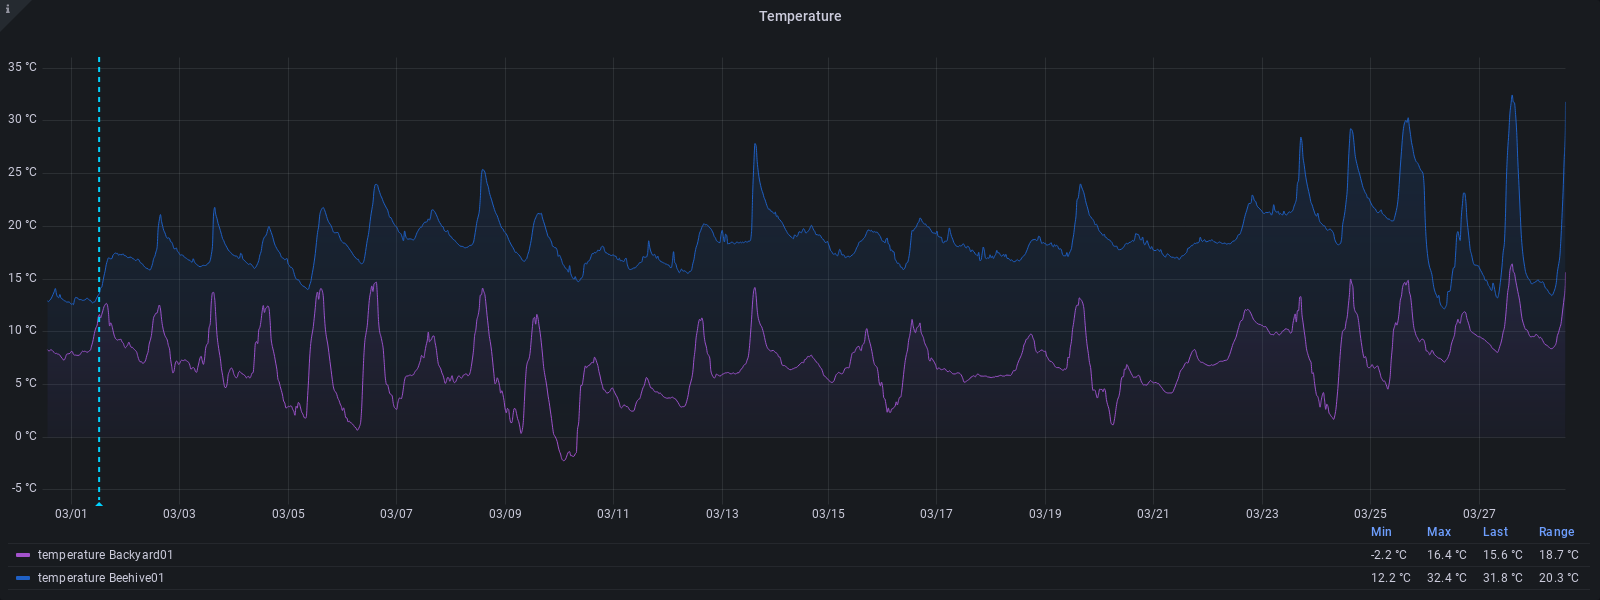 i
Temperature
35 °C
30 °C
25 °C
20 °C
15 °C
10 °C
5 °C
0 °C
-5 °C
03/01 03/03 03/05 03/07 03/09 03/11 03/13 03/15 03/17 03/19 03/21 03/23 03/25 03/27
Min Max Last Range
temperature Backyard01 -2.2 °C 16.4 °C 15.6 °C 18.7 °C
temperature Beehive01 12.2 °C 32.4 °C 31.8 °C 20.3 °C